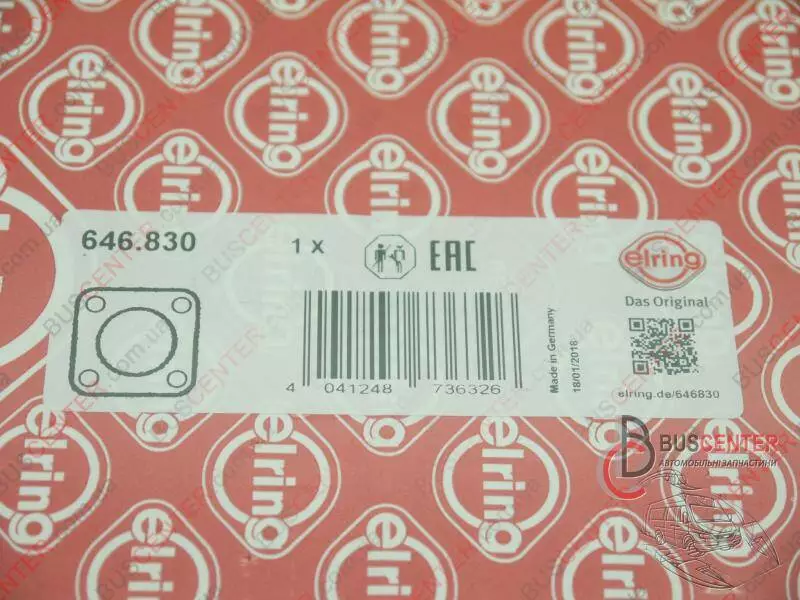 646.830
1 X
EAC
elring
Das Original
Made in Germany
18/01/2018
4 041248 736326
elring.de/646830
BUSCENTER
АВТОМОБІЛЬНІ ЗАПЧАСТИНИ